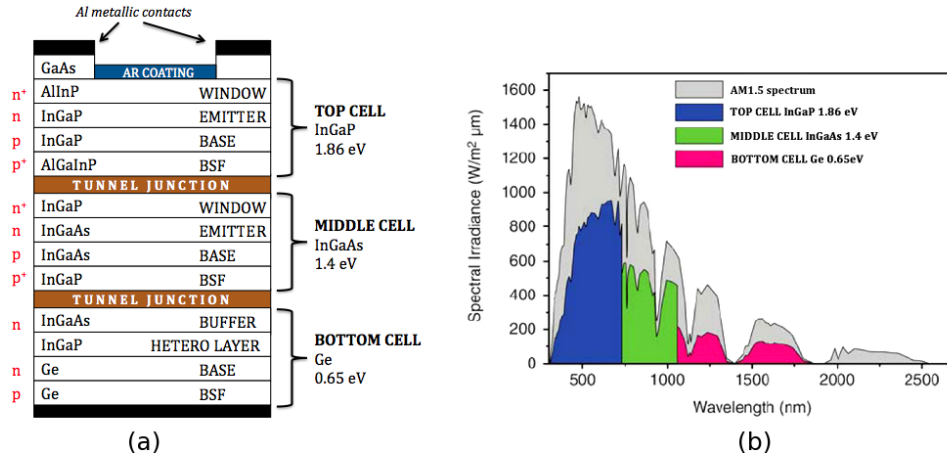 Al metallic contacts
GaAs
AR COATING
n⁺ AlInP WINDOW
n InGaP EMITTER
p InGaP BASE
p⁺ AlGaInP BSF
TUNNEL JUNCTION
n⁺ InGaP WINDOW
n InGaAs EMITTER
p InGaAs BASE
p⁺ InGaP BSF
TUNNEL JUNCTION
n InGaAs BUFFER
InGaP HETERO LAYER
n Ge BASE
p Ge BSF
TOP CELL
InGaP
1.86 eV
MIDDLE CELL
InGaAs
1.4 eV
BOTTOM CELL
Ge
0.65 eV
(a)
Spectral Irradiance (W/m² µm)
1600
1400
1200
1000
800
600
400
200
0
500 1000 1500 2000 2500
Wavelength (nm)
AM1.5 spectrum
TOP CELL InGaP 1.86 eV
MIDDLE CELL InGaAs 1.4 eV
BOTTOM CELL Ge 0.65eV
(b)